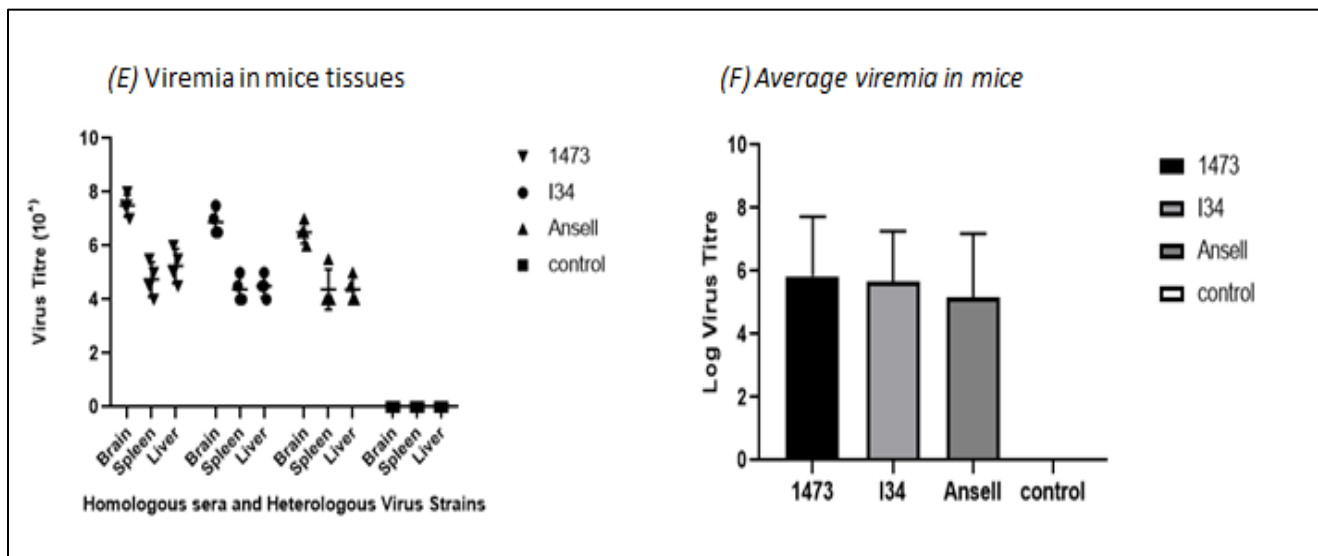 (E) Viremia in mice tissues
Virus Titre (10^)
10
8
6
4
2
0
Brain
Spleen
Liver
Brain
Spleen
Liver
Brain
Spleen
Liver
Brain
Spleen
Liver
Homologous sera and Heterologous Virus Strains
1473
I34
Ansell
control
(F) Average viremia in mice
Log Virus Titre
10
8
6
4
2
0
1473
I34
Ansell
control
1473
I34
Ansell
control